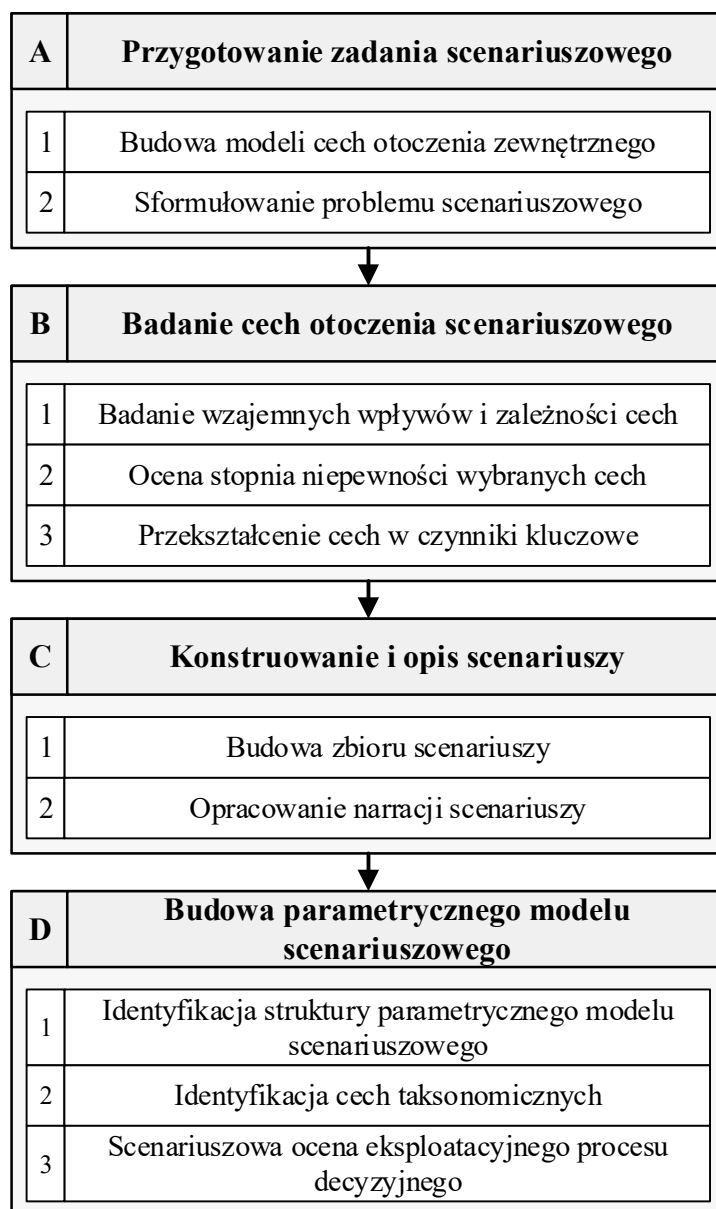 A Przygotowanie zadania scenariuszowego
1 Budowa modeli cech otoczenia zewnętrznego
2 Sformułowanie problemu scenariuszowego
B Badanie cech otoczenia scenariuszowego
1 Badanie wzajemnych wpływów i zależności cech
2 Ocena stopnia niepewności wybranych cech
3 Przekształcenie cech w czynniki kluczowe
C Konstruowanie i opis scenariuszy
1 Budowa zbioru scenariuszy
2 Opracowanie narracji scenariuszy
D Budowa parametrycznego modelu
scenariuszowego
1 Identyfikacja struktury parametrycznego modelu
scenariuszowego
2 Identyfikacja cech taksonomicznych
3 Scenariuszowa ocena eksploatacyjnego procesu
decyzyjnego